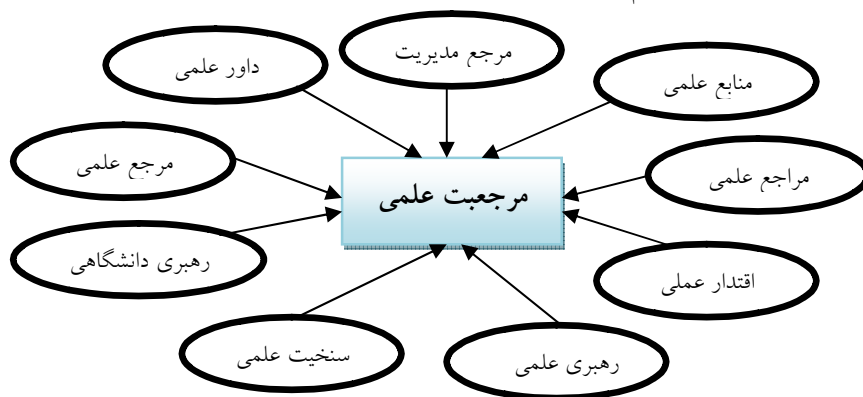 مرجع مدیریت
داور علمی
منابع علمی
مرجع علمی
مراجع علمی
مرجعبت علمی
رهبری دانشگاهی
اقتدار عملی
سنخیت علمی
رهبری علمی